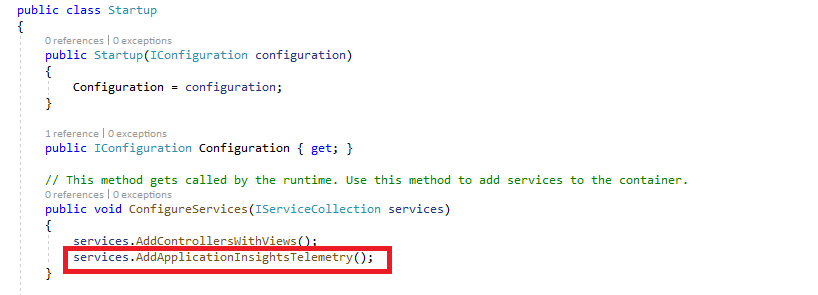 public class Startup
{
0 references | 0 exceptions
public Startup(IConfiguration configuration)
{
Configuration = configuration;
}
1 reference | 0 exceptions
public IConfiguration Configuration { get; }
// This method gets called by the runtime. Use this method to add services to the container.
0 references | 0 exceptions
public void ConfigureServices(IServiceCollection services)
{
services.AddControllersWithViews();
services.AddApplicationInsightsTelemetry();
}